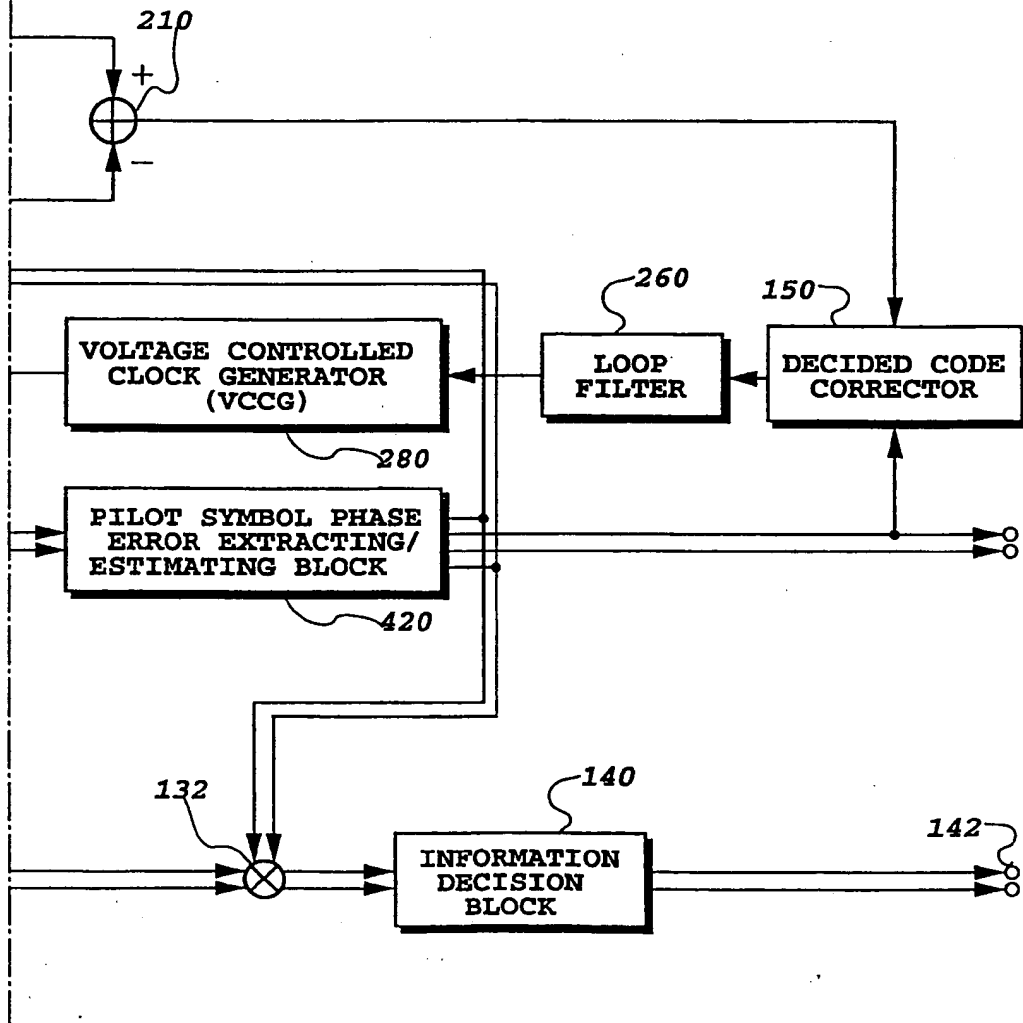 210
+
−
260
150
VOLTAGE CONTROLLED
CLOCK GENERATOR
(VCCG)
LOOP
FILTER
DECIDED CODE
CORRECTOR
280
PILOT SYMBOL PHASE
ERROR EXTRACTING/
ESTIMATING BLOCK
420
132
140
142
INFORMATION
DECISION
BLOCK